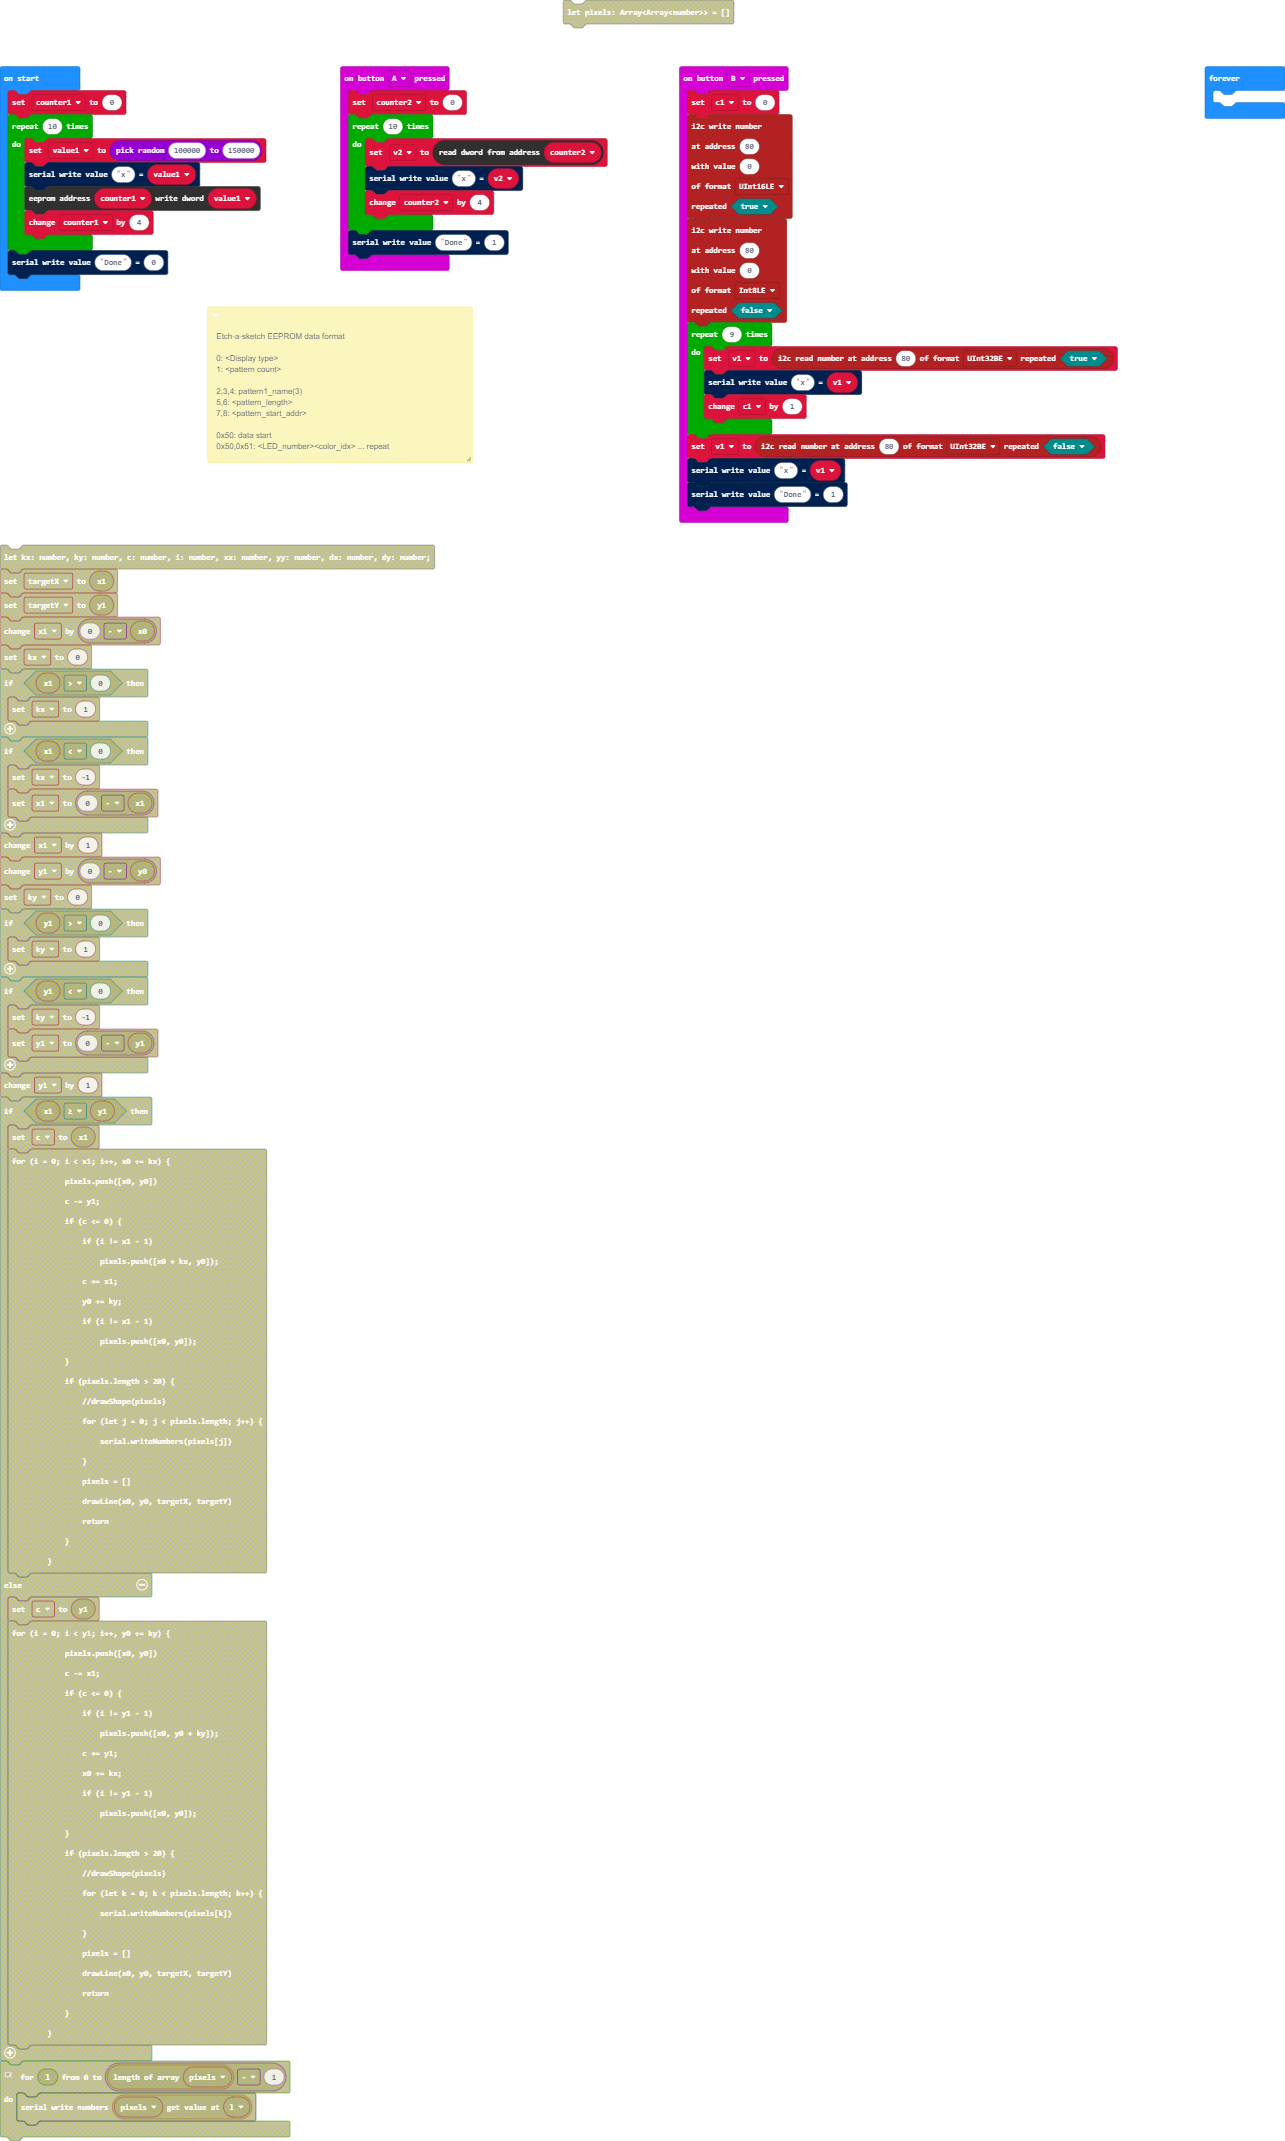 let pixels: Array<Array<number>> = []
on start
set counter1 to 0
repeat 10 times
do
set value1 to pick random 100000 to 150000
serial write value "x" = value1
eeprom address counter1 write dword value1
change counter1 by 4
serial write value "Done" = 0
on button A pressed
set counter2 to 0
repeat 10 times
do
set v2 to read dword from address counter2
serial write value "x" = v2
change counter2 by 4
serial write value "Done" = 1
on button B pressed
set c1 to 0
i2c write number
at address 80
with value 0
of format UInt16LE
repeated true
i2c write number
at address 80
with value 0
of format Int8LE
repeated false
repeat 9 times
do
set v1 to i2c read number at address 80 of format UInt32BE repeated true
serial write value "x" = v1
change c1 by 1
set v1 to i2c read number at address 80 of format UInt32BE repeated false
serial write value "x" = v1
serial write value "Done" = 1
forever
Etch-a-sketch EEPROM data format
0: <Display type>
1: <pattern count>
2,3,4: pattern1_name(3)
5,6: <pattern_length>
7,8: <pattern_start_addr>
0x50: data start
0x50,0x51: <LED_number><color_idx> ... repeat
let kx: number, ky: number, c: number, i: number, xx: number, yy: number, dx: number, dy: number;
set targetX to x1
set targetY to y1
change x1 by 0 - x0
set kx to 0
if x1 > 0 then
set kx to 1
if x1 < 0 then
set kx to -1
set x1 to 0 - x1
change x1 by 1
change y1 by 0 - y0
set ky to 0
if y1 > 0 then
set ky to 1
if y1 < 0 then
set ky to -1
set y1 to 0 - y1
change y1 by 1
if x1 ≥ y1 then
set c to x1
for (i = 0; i < x1; i++, x0 += kx) {
pixels.push([x0, y0])
c -= y1;
if (c <= 0) {
if (i != x1 - 1)
pixels.push([x0 + kx, y0]);
c += x1;
y0 += ky;
if (i != x1 - 1)
pixels.push([x0, y0]);
}
if (pixels.length > 20) {
//drawShape(pixels)
for (let j = 0; j < pixels.length; j++) {
serial.writeNumbers(pixels[j])
}
pixels = []
drawLine(x0, y0, targetX, targetY)
return
}
}
else
set c to y1
for (i = 0; i < y1; i++, y0 += ky) {
pixels.push([x0, y0])
c -= x1;
if (c <= 0) {
if (i != y1 - 1)
pixels.push([x0, y0 + ky]);
c += y1;
x0 += kx;
if (i != y1 - 1)
pixels.push([x0, y0]);
}
if (pixels.length > 20) {
//drawShape(pixels)
for (let k = 0; k < pixels.length; k++) {
serial.writeNumbers(pixels[k])
}
pixels = []
drawLine(x0, y0, targetX, targetY)
return
}
}
for l from 0 to length of array pixels - 1
do
serial write numbers pixels get value at l